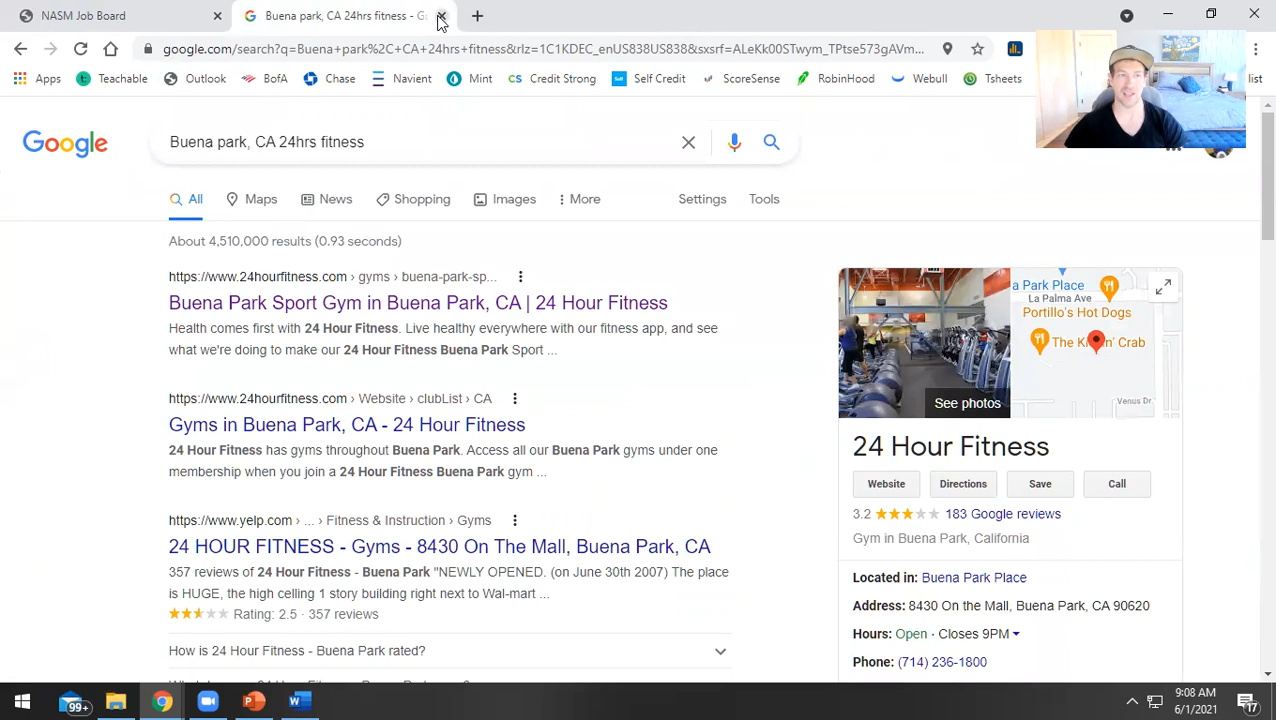 NASM Job Board
Buena park, CA 24hrs fitness - G
google.com/search?q=Buena+park%2C+CA+24hrs+fitness&rlz=1C1KDEC_enUS838US838&sxsrf=ALeKk00STwym_TPtse573gAVm...
Apps Teachable Outlook BofA Chase Navient Mint Credit Strong Self Credit ScoreSense RobinHood Webull Tsheets list
Google
Buena park, CA 24hrs fitness
All Maps News Shopping Images More Settings Tools
About 4,510,000 results (0.93 seconds)
https://www.24hourfitness.com › gyms › buena-park-sp...
Buena Park Sport Gym in Buena Park, CA | 24 Hour Fitness
Health comes first with 24 Hour Fitness. Live healthy everywhere with our fitness app, and see
what we're doing to make our 24 Hour Fitness Buena Park Sport ...
https://www.24hourfitness.com › Website › clubList › CA
Gyms in Buena Park, CA - 24 Hour Fitness
24 Hour Fitness has gyms throughout Buena Park. Access all our Buena Park gyms under one
membership when you join a 24 Hour Fitness Buena Park gym ...
https://www.yelp.com › ... › Fitness & Instruction › Gyms
24 HOUR FITNESS - Gyms - 8430 On The Mall, Buena Park, CA
357 reviews of 24 Hour Fitness - Buena Park "NEWLY OPENED. (on June 30th 2007) The place
is HUGE, the high celling 1 story building right next to Wal-mart ...
Rating: 2.5 · 357 reviews
How is 24 Hour Fitness - Buena Park rated?
a Park Place
La Palma Ave
Portillo's Hot Dogs
The K n' Crab
Venus Dr.
See photos
24 Hour Fitness
Website Directions Save Call
3.2 183 Google reviews
Gym in Buena Park, California
Located in: Buena Park Place
Address: 8430 On the Mall, Buena Park, CA 90620
Hours: Open · Closes 9PM
Phone: (714) 236-1800
99+
9:08 AM
6/1/2021
17